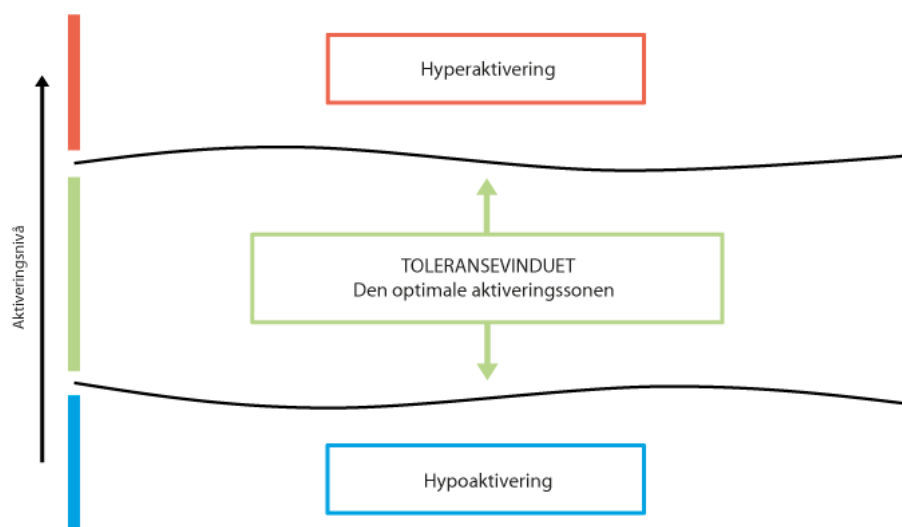 Hyperaktivering
Aktiveringsnivå
TOLERANSEVINDUET
Den optimale aktiveringssonen
Hypoaktivering